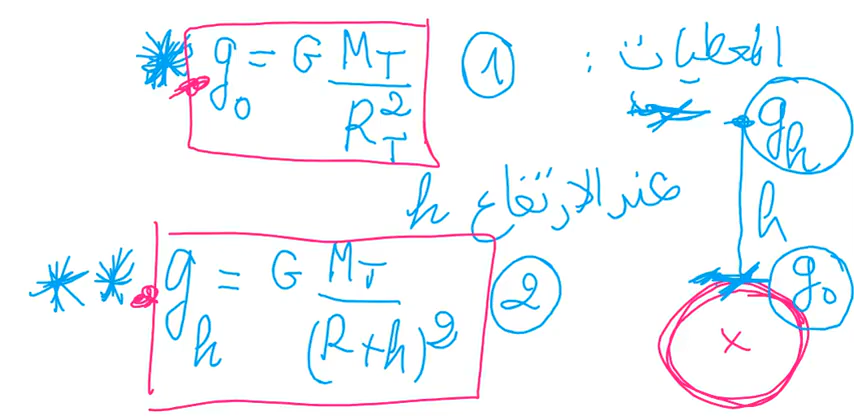 المعطيات :
g₀ = G M_T / R_T² ①
g_h
عند الارتفاع h
h
g_h = G M_T / (R+h)² ②
g₀
x